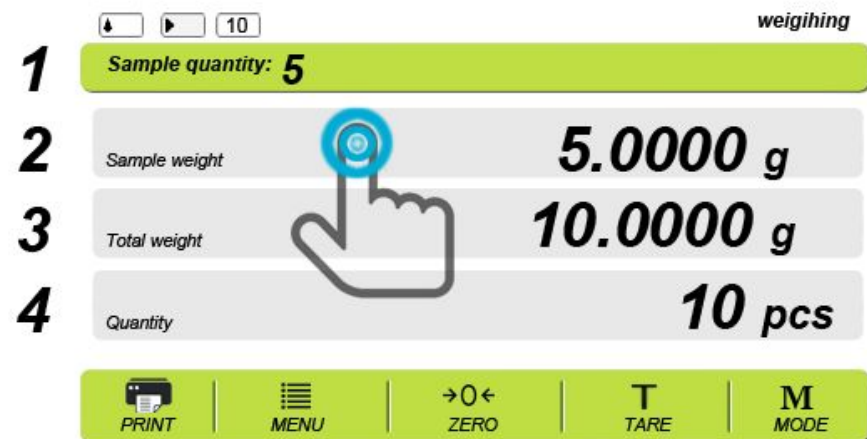 10 weigihing
1 Sample quantity: 5
2 Sample weight 5.0000 g
3 Total weight 10.0000 g
4 Quantity 10 pcs
PRINT MENU →0← ZERO T TARE M MODE